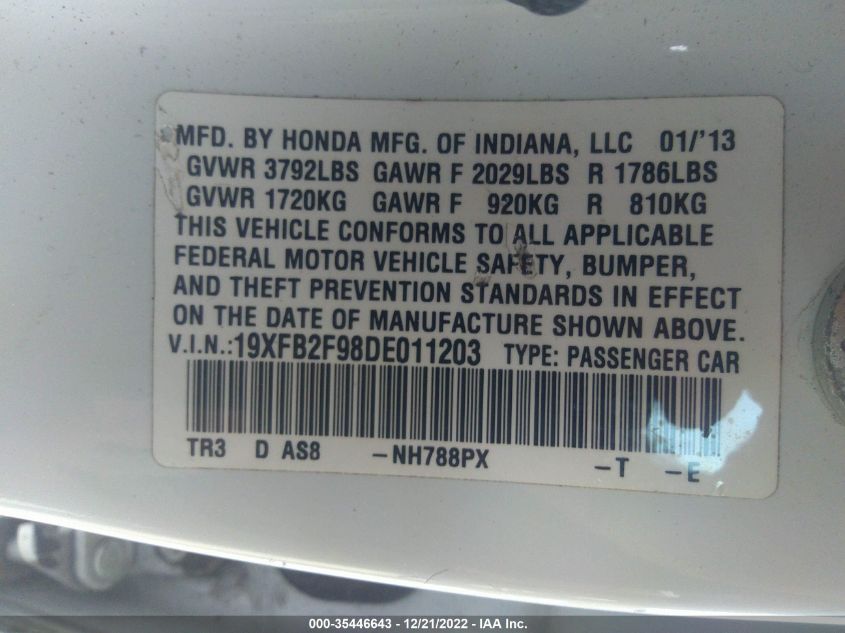 MFD. BY HONDA MFG. OF INDIANA, LLC 01/'13
GVWR 3792LBS GAWR F 2029LBS R 1786LBS
GVWR 1720KG GAWR F 920KG R 810KG
THIS VEHICLE CONFORMS TO ALL APPLICABLE
FEDERAL MOTOR VEHICLE SAFETY, BUMPER,
AND THEFT PREVENTION STANDARDS IN EFFECT
ON THE DATE OF MANUFACTURE SHOWN ABOVE.
V.I.N.:19XFB2F98DE011203 TYPE: PASSENGER CAR
TR3 D AS8 -NH788PX -T -E
000-35446643 - 12/21/2022 - IAA Inc.